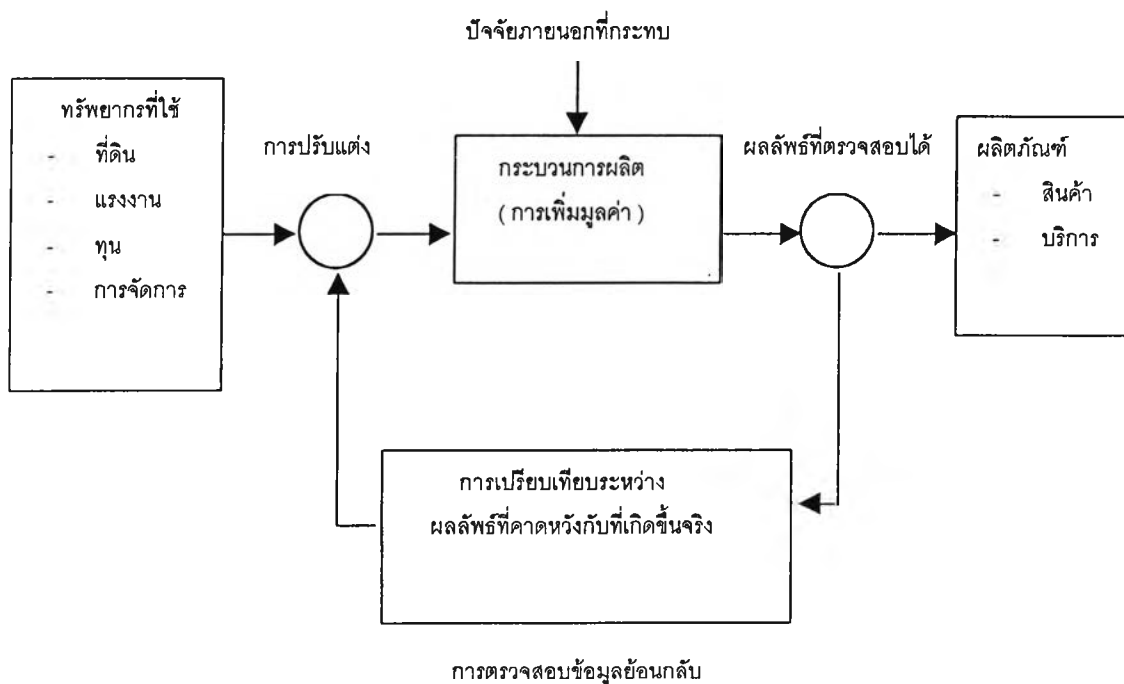 ปัจจัยภายนอกที่กระทบ
ทรัพยากรที่ใช้
- ที่ดิน
- แรงงาน
- ทุน
- การจัดการ
การปรับแต่ง
กระบวนการผลิต
( การเพิ่มมูลค่า )
ผลลัพธ์ที่ตรวจสอบได้
ผลิตภัณฑ์
- สินค้า
- บริการ
การเปรียบเทียบระหว่าง
ผลลัพธ์ที่คาดหวังกับที่เกิดขึ้นจริง
การตรวจสอบข้อมูลย้อนกลับ